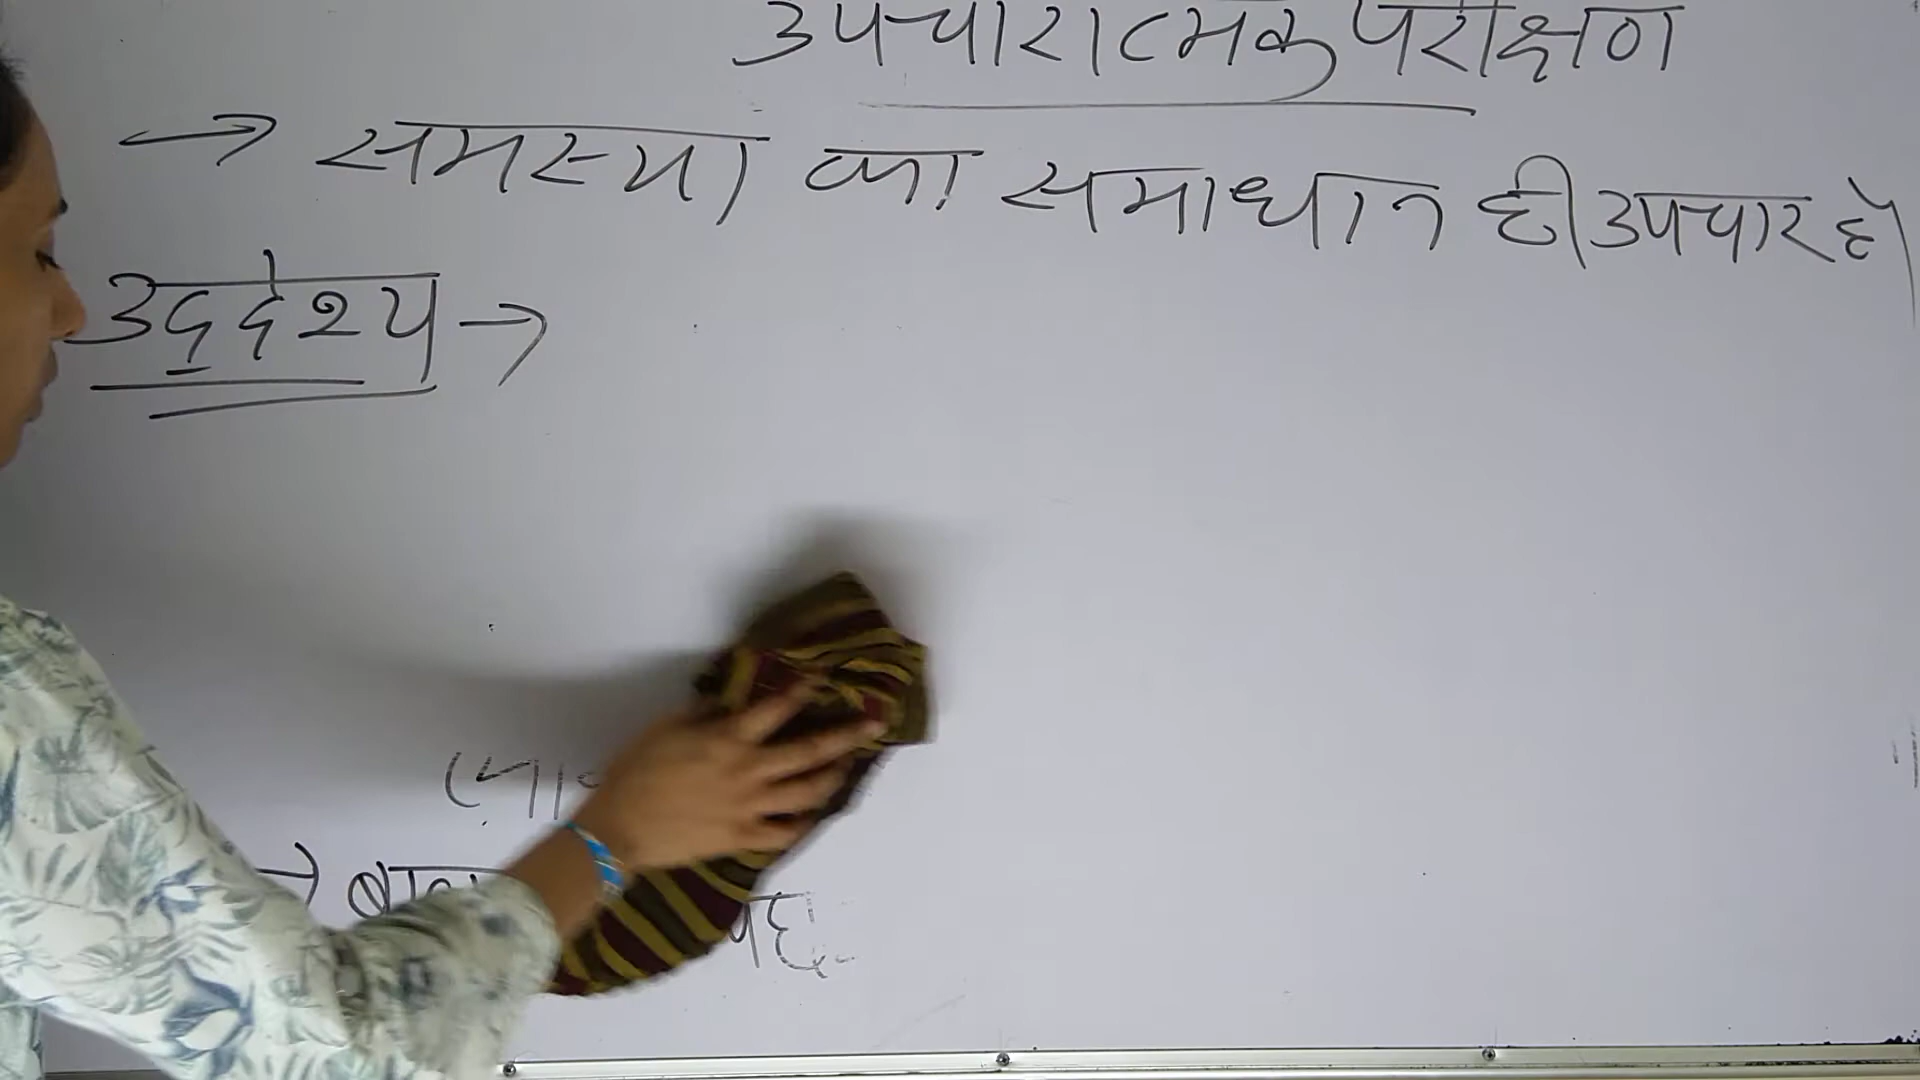 उपचारात्मक परीक्षण
→ समस्या का समाधान ही उपचार है।
उद्देश्य →